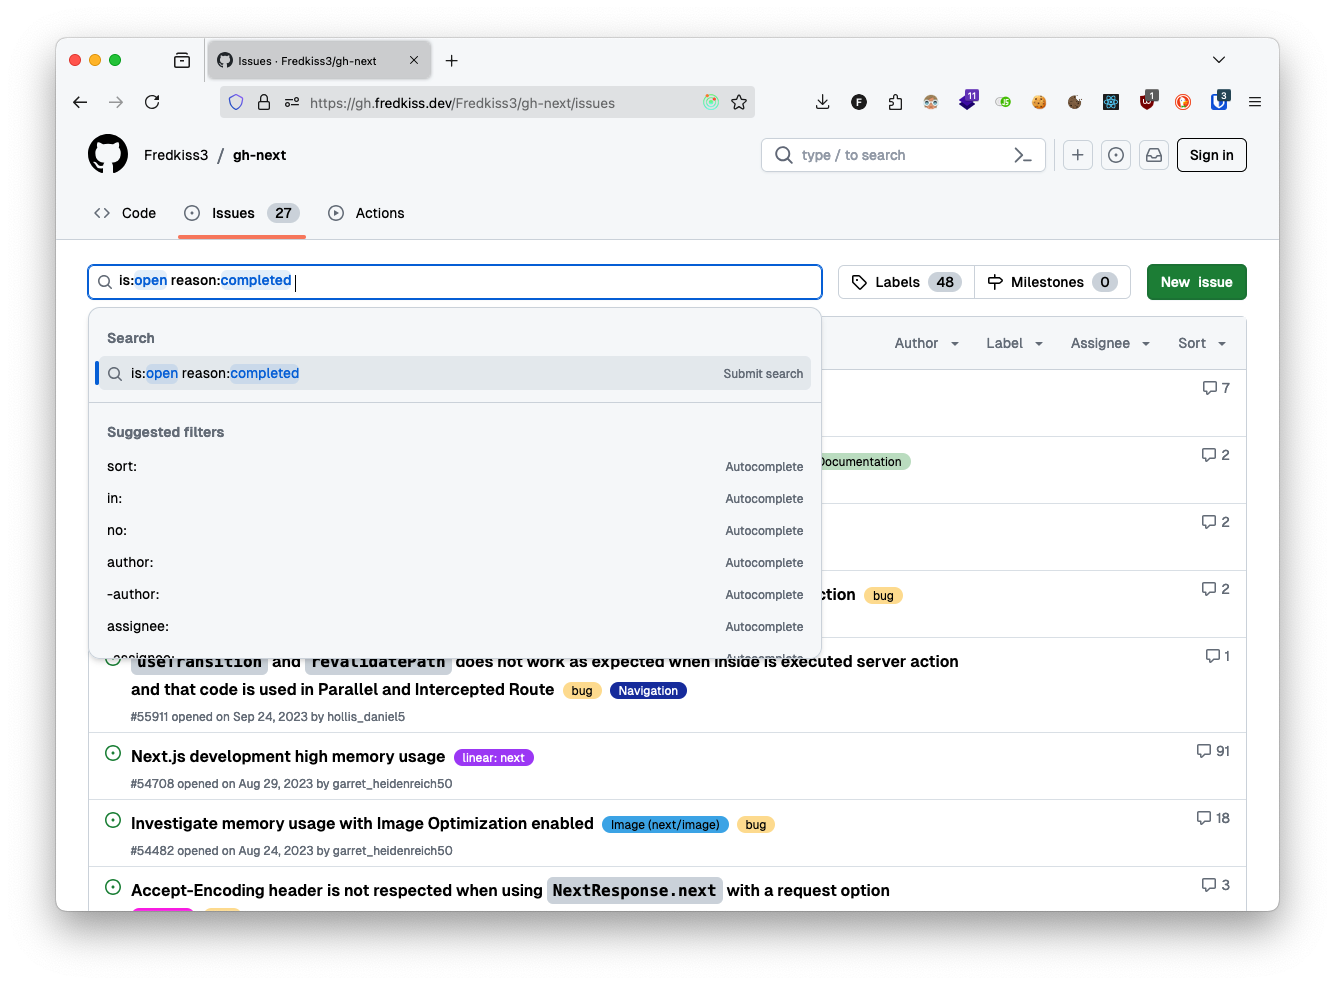 Issues · Fredkiss3/gh-next
https://gh.fredkiss.dev/Fredkiss3/gh-next/issues
11
1
3
Fredkiss3 / gh-next
type / to search
Sign in
Code
Issues 27
Actions
is:open reason:completed
Labels 48
Milestones 0
New issue
Search
is:open reason:completed
Submit search
Suggested filters
sort: Autocomplete
in: Autocomplete
no: Autocomplete
author: Autocomplete
-author: Autocomplete
assignee: Autocomplete
-assignee: Autocomplete
Author
Label
Assignee
Sort
7
Documentation
2
2
ction bug
2
useTransition and revalidatePath does not work as expected when inside is executed server action
and that code is used in Parallel and Intercepted Route bug Navigation
1
#55911 opened on Sep 24, 2023 by hollis_daniel5
Next.js development high memory usage linear: next
91
#54708 opened on Aug 29, 2023 by garret_heidenreich50
Investigate memory usage with Image Optimization enabled Image (next/image) bug
18
#54482 opened on Aug 24, 2023 by garret_heidenreich50
Accept-Encoding header is not respected when using NextResponse.next with a request option
3